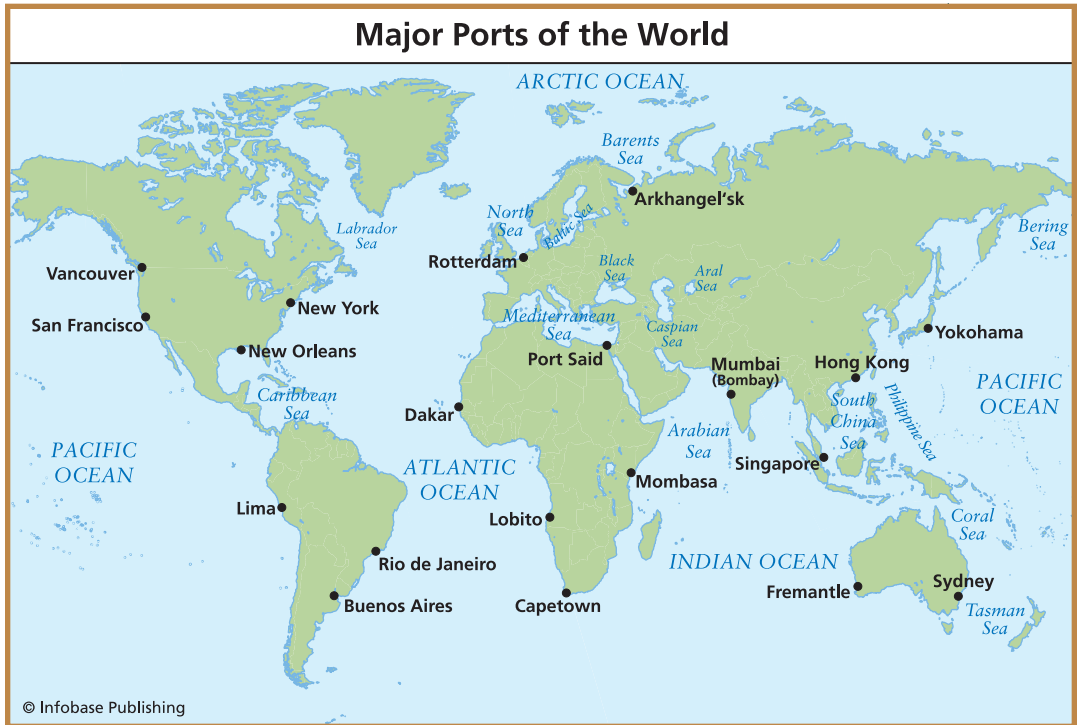 Major Ports of the World
ARCTIC OCEAN
Barents
Sea
Arkhangel‘sk
North
Sea
Baltic Sea
Labrador
Sea
Bering
Sea
Vancouver
Rotterdam
Black
Sea
Aral
Sea
New York
San Francisco
Mediterranean
Sea
Caspian
Sea
Yokohama
New Orleans
Port Said
Mumbai
(Bombay)
Hong Kong
Caribbean
Sea
PACIFIC
OCEAN
Dakar
South
China
Sea
Philippine Sea
Arabian
Sea
PACIFIC
OCEAN
ATLANTIC
OCEAN
Singapore
Mombasa
Lima
Lobito
Coral
Sea
INDIAN OCEAN
Rio de Janeiro
Fremantle
Sydney
Buenos Aires
Capetown
Tasman
Sea
© Infobase Publishing